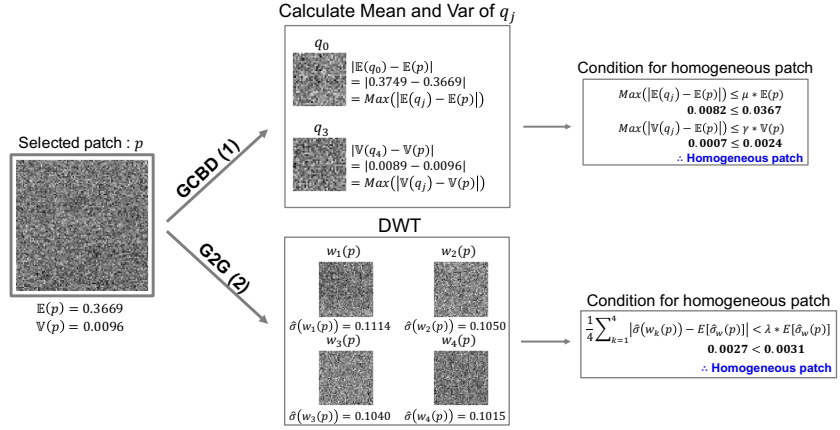 Calculate Mean and Var of q_j
q_0
|𝔼(q_0) − 𝔼(p)|
= |0.3749 − 0.3669|
= Max(|𝔼(q_j) − 𝔼(p)|)
q_3
|𝕍(q_4) − 𝕍(p)|
= |0.0089 − 0.0096|
= Max(|𝕍(q_j) − 𝕍(p)|)
Condition for homogeneous patch
Max(|𝔼(q_j) − 𝔼(p)|) ≤ μ * 𝔼(p)
0.0082 ≤ 0.0367
Max(|𝕍(q_j) − 𝔼(p)|) ≤ γ * 𝕍(p)
0.0007 ≤ 0.0024
∴ Homogeneous patch
Selected patch : p
𝔼(p) = 0.3669
𝕍(p) = 0.0096
GCBD (1)
G2G (2)
DWT
w_1(p) w_2(p)
σ̂(w_1(p)) = 0.1114 σ̂(w_2(p)) = 0.1050
w_3(p) w_4(p)
σ̂(w_3(p)) = 0.1040 σ̂(w_4(p)) = 0.1015
Condition for homogeneous patch
1/4 ∑_{k=1}^{4} |σ̂(w_k(p)) − E[σ̂_w(p)]| < λ * E[σ̂_w(p)]
0.0027 < 0.0031
∴ Homogeneous patch